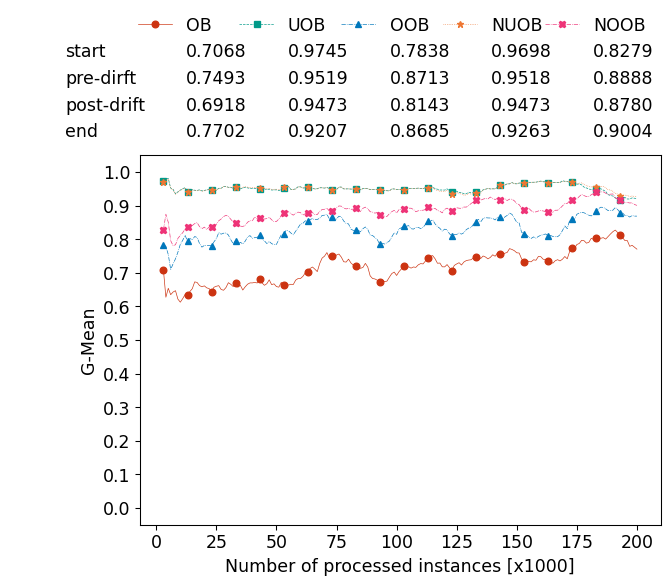 OB UOB OOB NUOB NOOB
start 0.7068 0.9745 0.7838 0.9698 0.8279
pre-dirft 0.7493 0.9519 0.8713 0.9518 0.8888
post-drift 0.6918 0.9473 0.8143 0.9473 0.8780
end 0.7702 0.9207 0.8685 0.9263 0.9004
1.0
0.9
0.8
0.7
0.6
0.5
0.4
0.3
0.2
0.1
0.0
G-Mean
0 25 50 75 100 125 150 175 200
Number of processed instances [x1000]